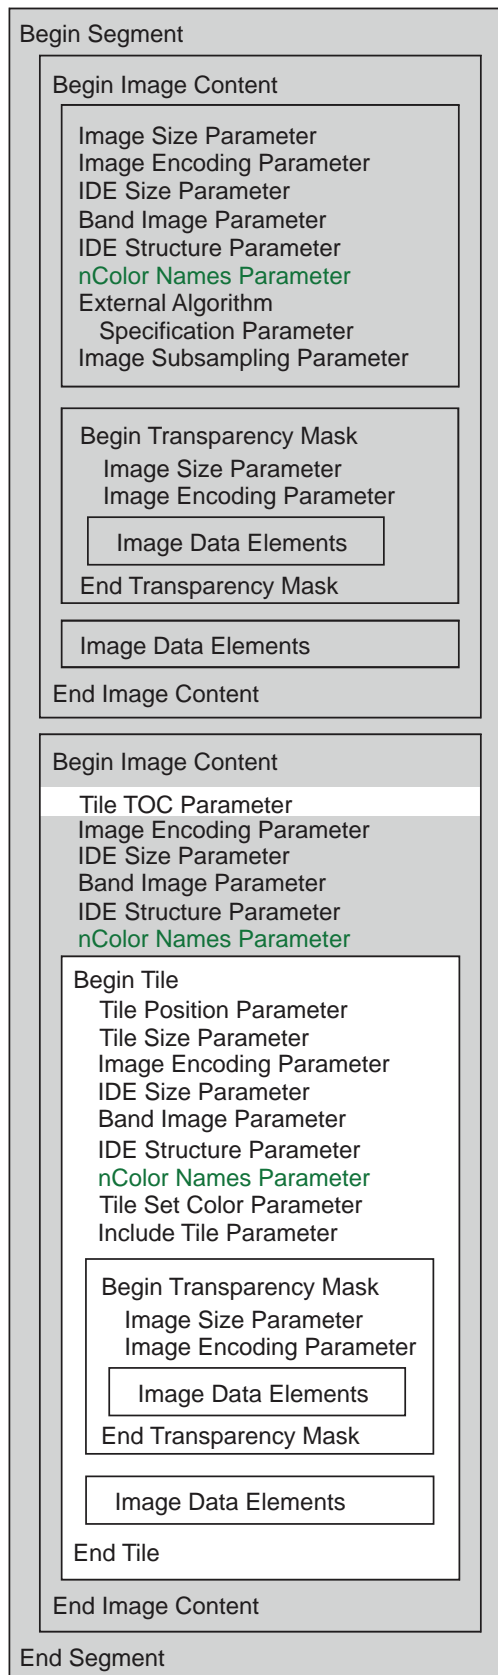 Begin Segment
Begin Image Content
Image Size Parameter
Image Encoding Parameter
IDE Size Parameter
Band Image Parameter
IDE Structure Parameter
nColor Names Parameter
External Algorithm
Specification Parameter
Image Subsampling Parameter
Begin Transparency Mask
Image Size Parameter
Image Encoding Parameter
Image Data Elements
End Transparency Mask
Image Data Elements
End Image Content
Begin Image Content
Tile TOC Parameter
Image Encoding Parameter
IDE Size Parameter
Band Image Parameter
IDE Structure Parameter
nColor Names Parameter
Begin Tile
Tile Position Parameter
Tile Size Parameter
Image Encoding Parameter
IDE Size Parameter
Band Image Parameter
IDE Structure Parameter
nColor Names Parameter
Tile Set Color Parameter
Include Tile Parameter
Begin Transparency Mask
Image Size Parameter
Image Encoding Parameter
Image Data Elements
End Transparency Mask
Image Data Elements
End Tile
End Image Content
End Segment